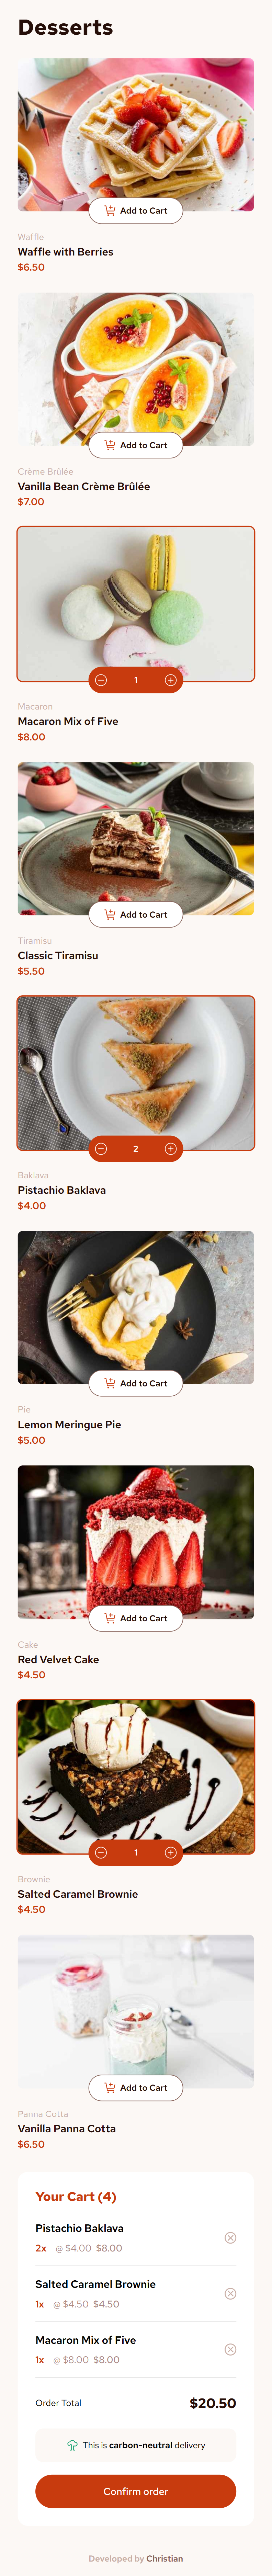 Desserts
Add to Cart
Waffle
Waffle with Berries
$6.50
Add to Cart
Crème Brûlée
Vanilla Bean Crème Brûlée
$7.00
1
Macaron
Macaron Mix of Five
$8.00
Add to Cart
Tiramisu
Classic Tiramisu
$5.50
2
Baklava
Pistachio Baklava
$4.00
Add to Cart
Pie
Lemon Meringue Pie
$5.00
Add to Cart
Cake
Red Velvet Cake
$4.50
1
Brownie
Salted Caramel Brownie
$4.50
Add to Cart
Panna Cotta
Vanilla Panna Cotta
$6.50
Your Cart (4)
Pistachio Baklava
2x @ $4.00 $8.00
Salted Caramel Brownie
1x @ $4.50 $4.50
Macaron Mix of Five
1x @ $8.00 $8.00
Order Total $20.50
This is carbon-neutral delivery
Confirm order
Developed by Christian